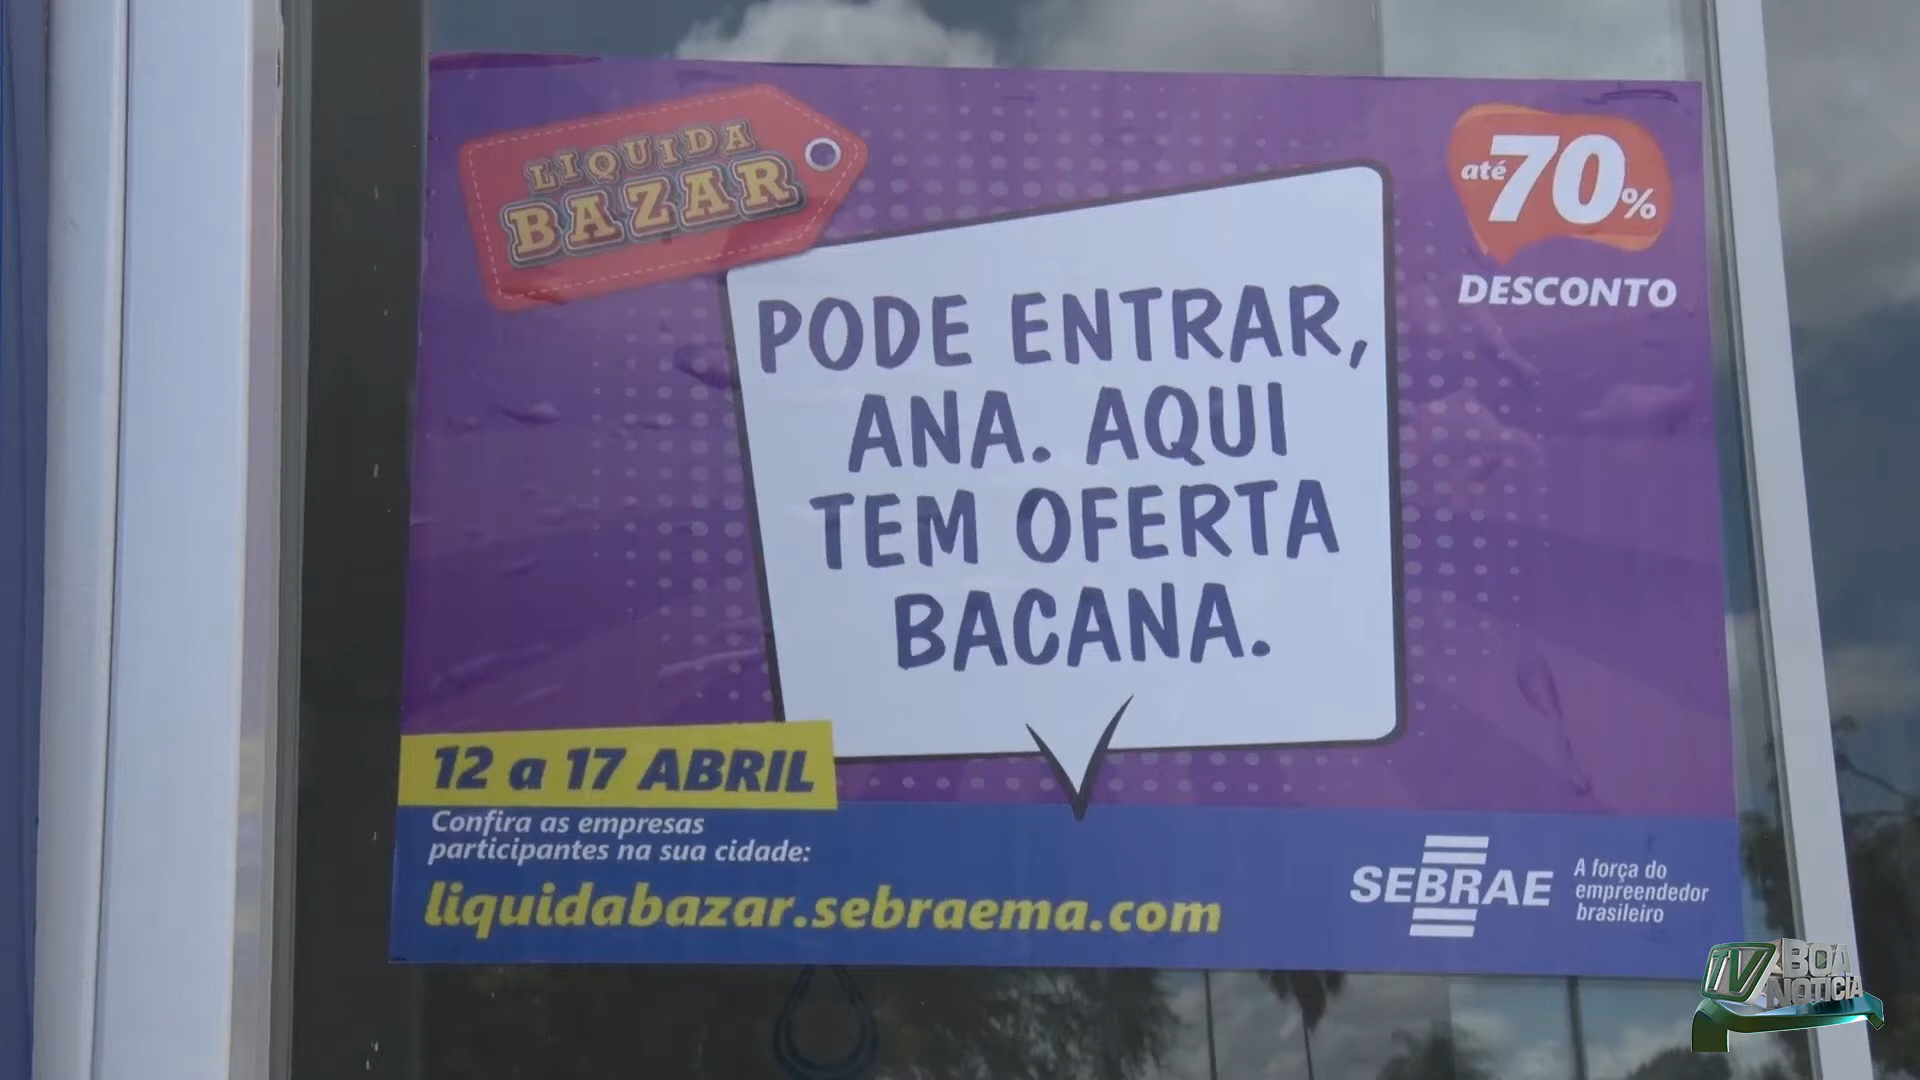 LIQUIDA
BAZAR
até 70%
DESCONTO
PODE ENTRAR,
ANA. AQUI
TEM OFERTA
BACANA.
12 a 17 ABRIL
Confira as empresas
participantes na sua cidade:
liquidabazar.sebraema.com
SEBRAE
A força do
empreendedor
brasileiro
TV BOA
NOTÍCIA